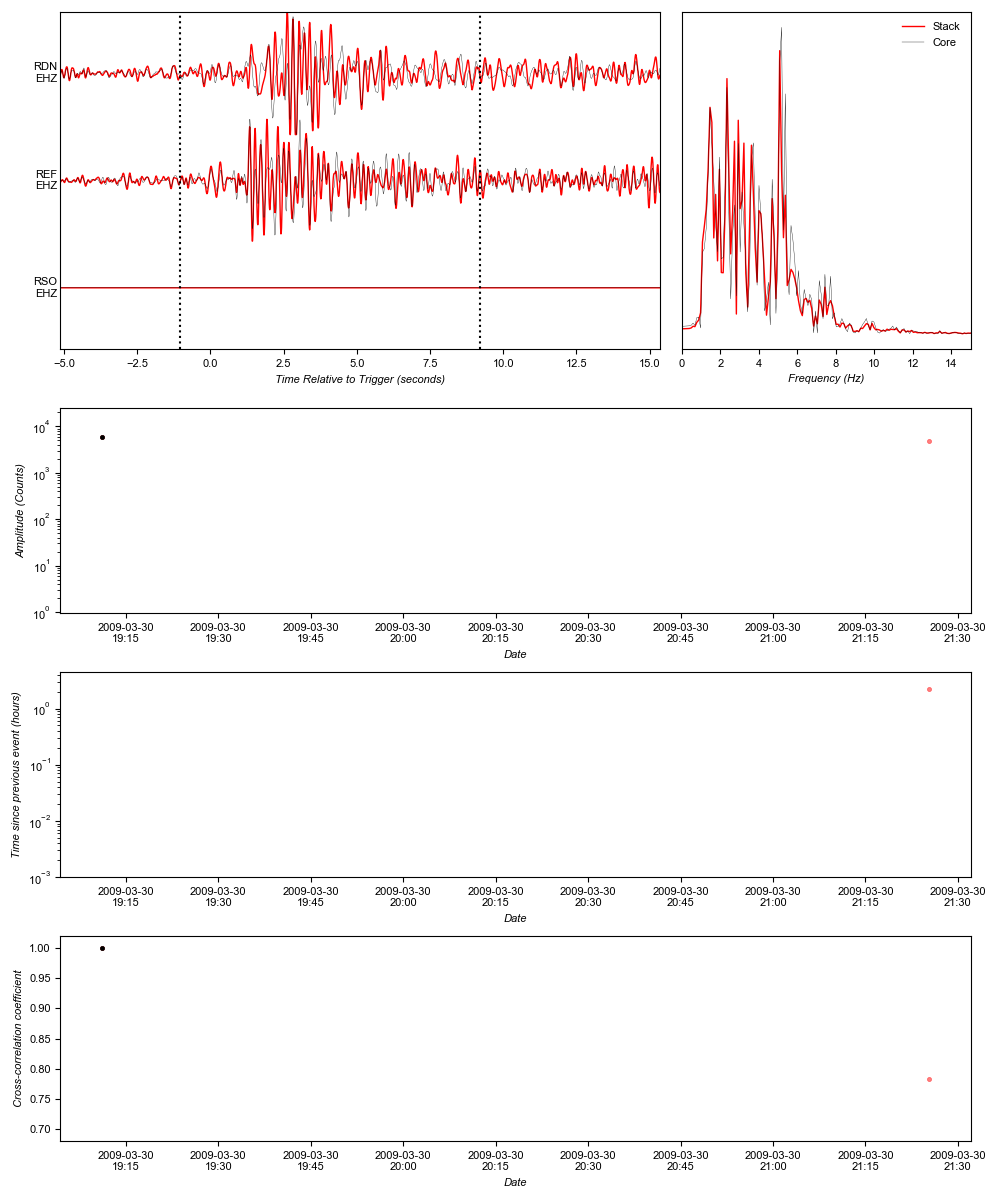 RDN
EHZ
REF
EHZ
RSO
EHZ
−5.0 −2.5 0.0 2.5 5.0 7.5 10.0 12.5 15.0
Time Relative to Trigger (seconds)
Stack
Core
0 2 4 6 8 10 12 14
Frequency (Hz)
Amplitude (Counts)
10^4
10^3
10^2
10^1
10^0
2009-03-30 2009-03-30 2009-03-30 2009-03-30 2009-03-30 2009-03-30 2009-03-30 2009-03-30 2009-03-30 2009-03-30
19:15 19:30 19:45 20:00 20:15 20:30 20:45 21:00 21:15 21:30
Date
Time since previous event (hours)
10^0
10^−1
10^−2
10^−3
2009-03-30 2009-03-30 2009-03-30 2009-03-30 2009-03-30 2009-03-30 2009-03-30 2009-03-30 2009-03-30 2009-03-30
19:15 19:30 19:45 20:00 20:15 20:30 20:45 21:00 21:15 21:30
Date
Cross-correlation coefficient
1.00
0.95
0.90
0.85
0.80
0.75
0.70
2009-03-30 2009-03-30 2009-03-30 2009-03-30 2009-03-30 2009-03-30 2009-03-30 2009-03-30 2009-03-30 2009-03-30
19:15 19:30 19:45 20:00 20:15 20:30 20:45 21:00 21:15 21:30
Date